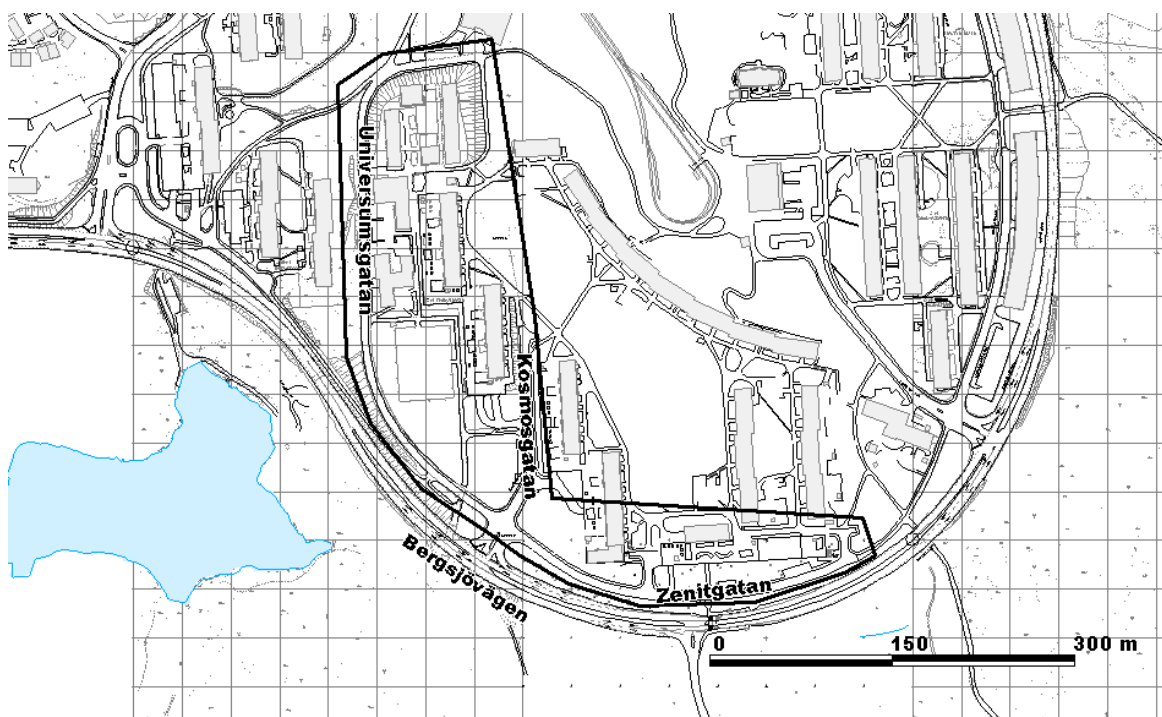 Universumsgatan
Kosmosgatan
Bergsjövägen
Zenitgatan
0 150 300 m